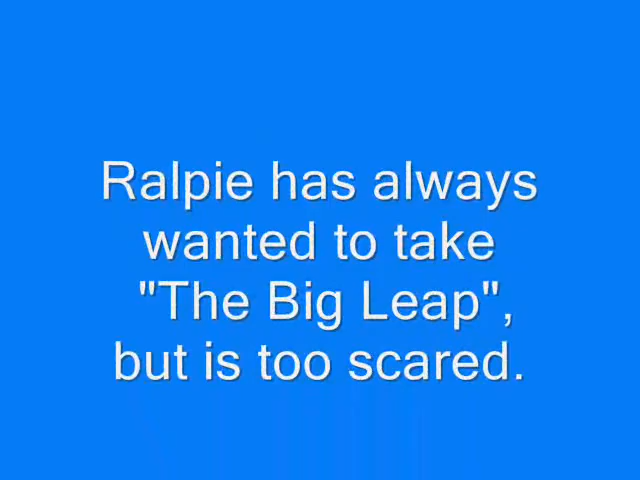 Ralpie has always
wanted to take
"The Big Leap",
but is too scared.